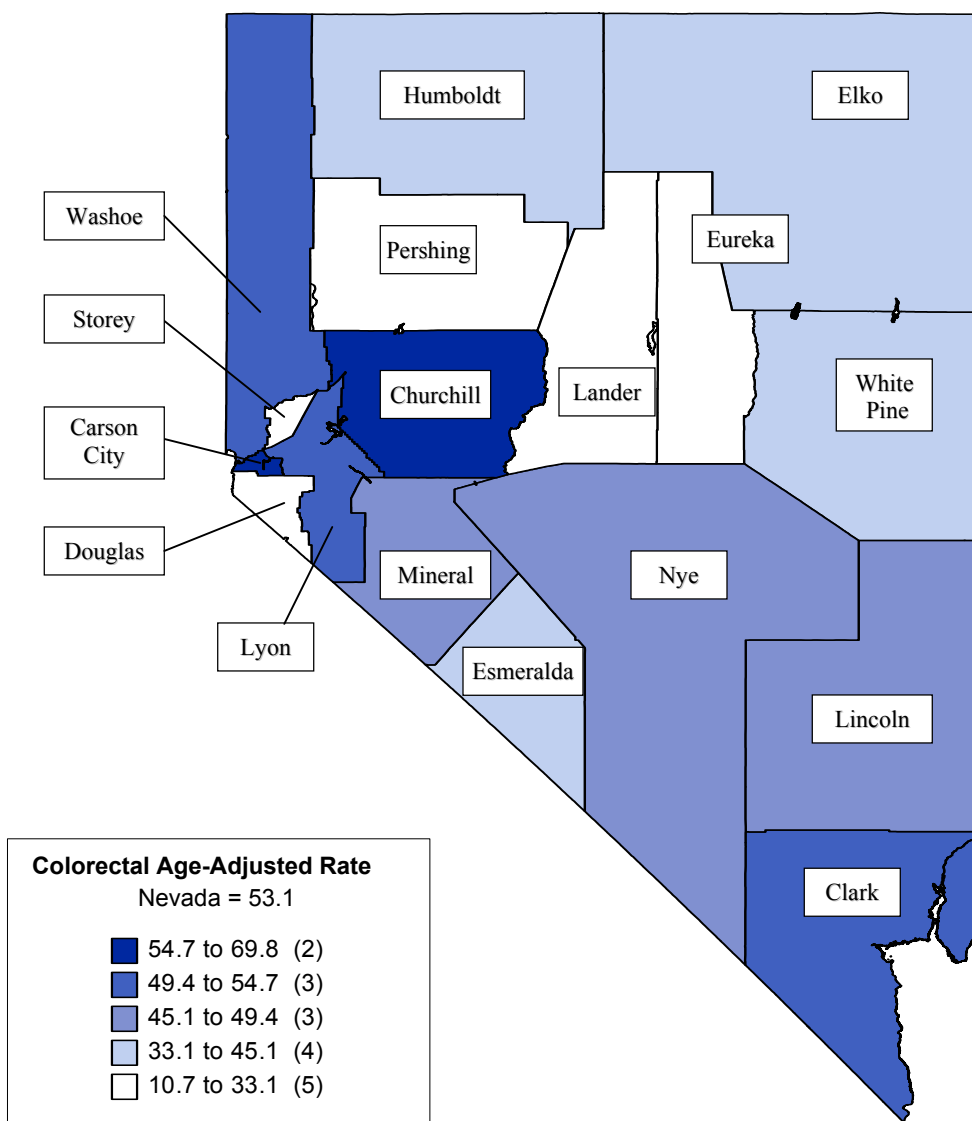 Humboldt
Elko
Washoe
Pershing
Eureka
Storey
Churchill
Lander
White
Pine
Carson
City
Douglas
Mineral
Nye
Lyon
Esmeralda
Lincoln
Clark
Colorectal Age-Adjusted Rate
Nevada = 53.1
54.7 to 69.8 (2)
49.4 to 54.7 (3)
45.1 to 49.4 (3)
33.1 to 45.1 (4)
10.7 to 33.1 (5)